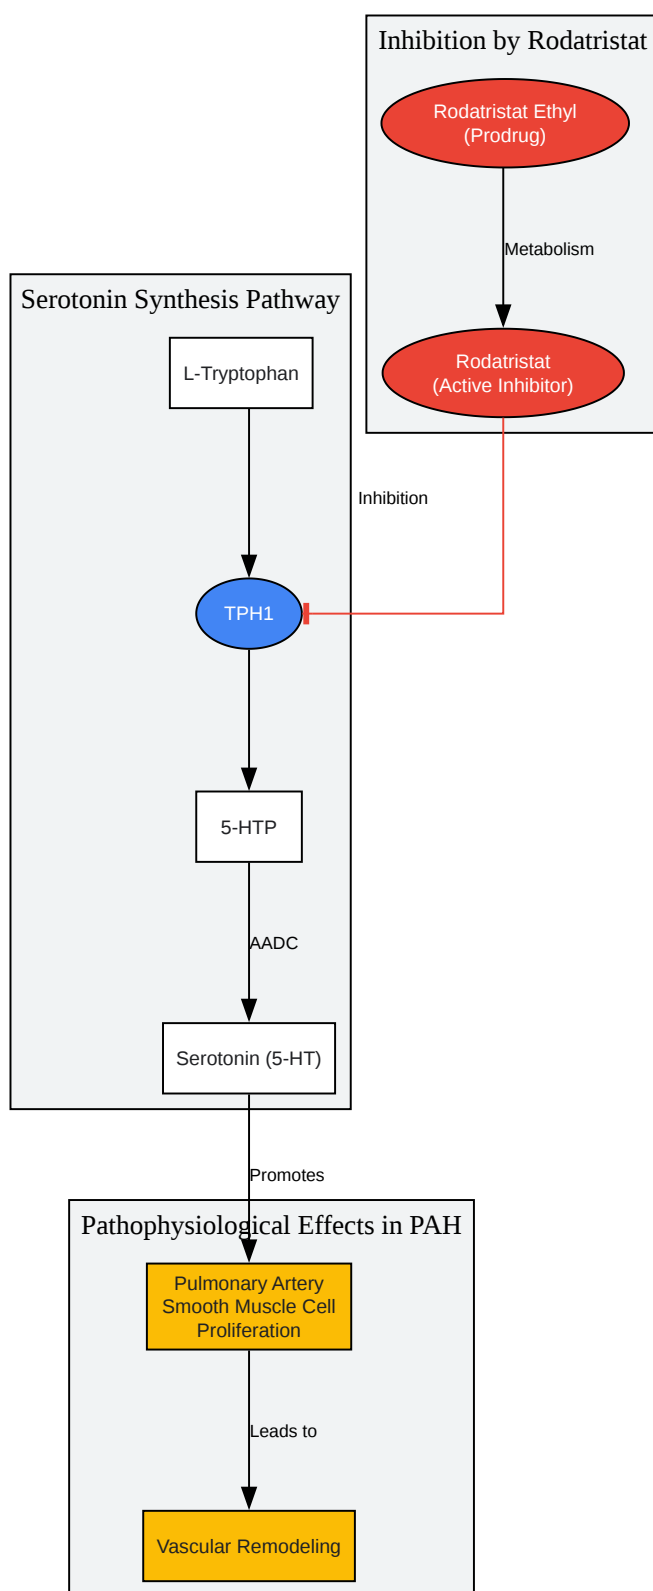 Inhibition by Rodatristat
Rodatristat Ethyl
(Prodrug)
Metabolism
Rodatristat
(Active Inhibitor)
Inhibition
Serotonin Synthesis Pathway
L-Tryptophan
TPH1
5-HTP
AADC
Serotonin (5-HT)
Promotes
Pathophysiological Effects in PAH
Pulmonary Artery
Smooth Muscle Cell
Proliferation
Leads to
Vascular Remodeling